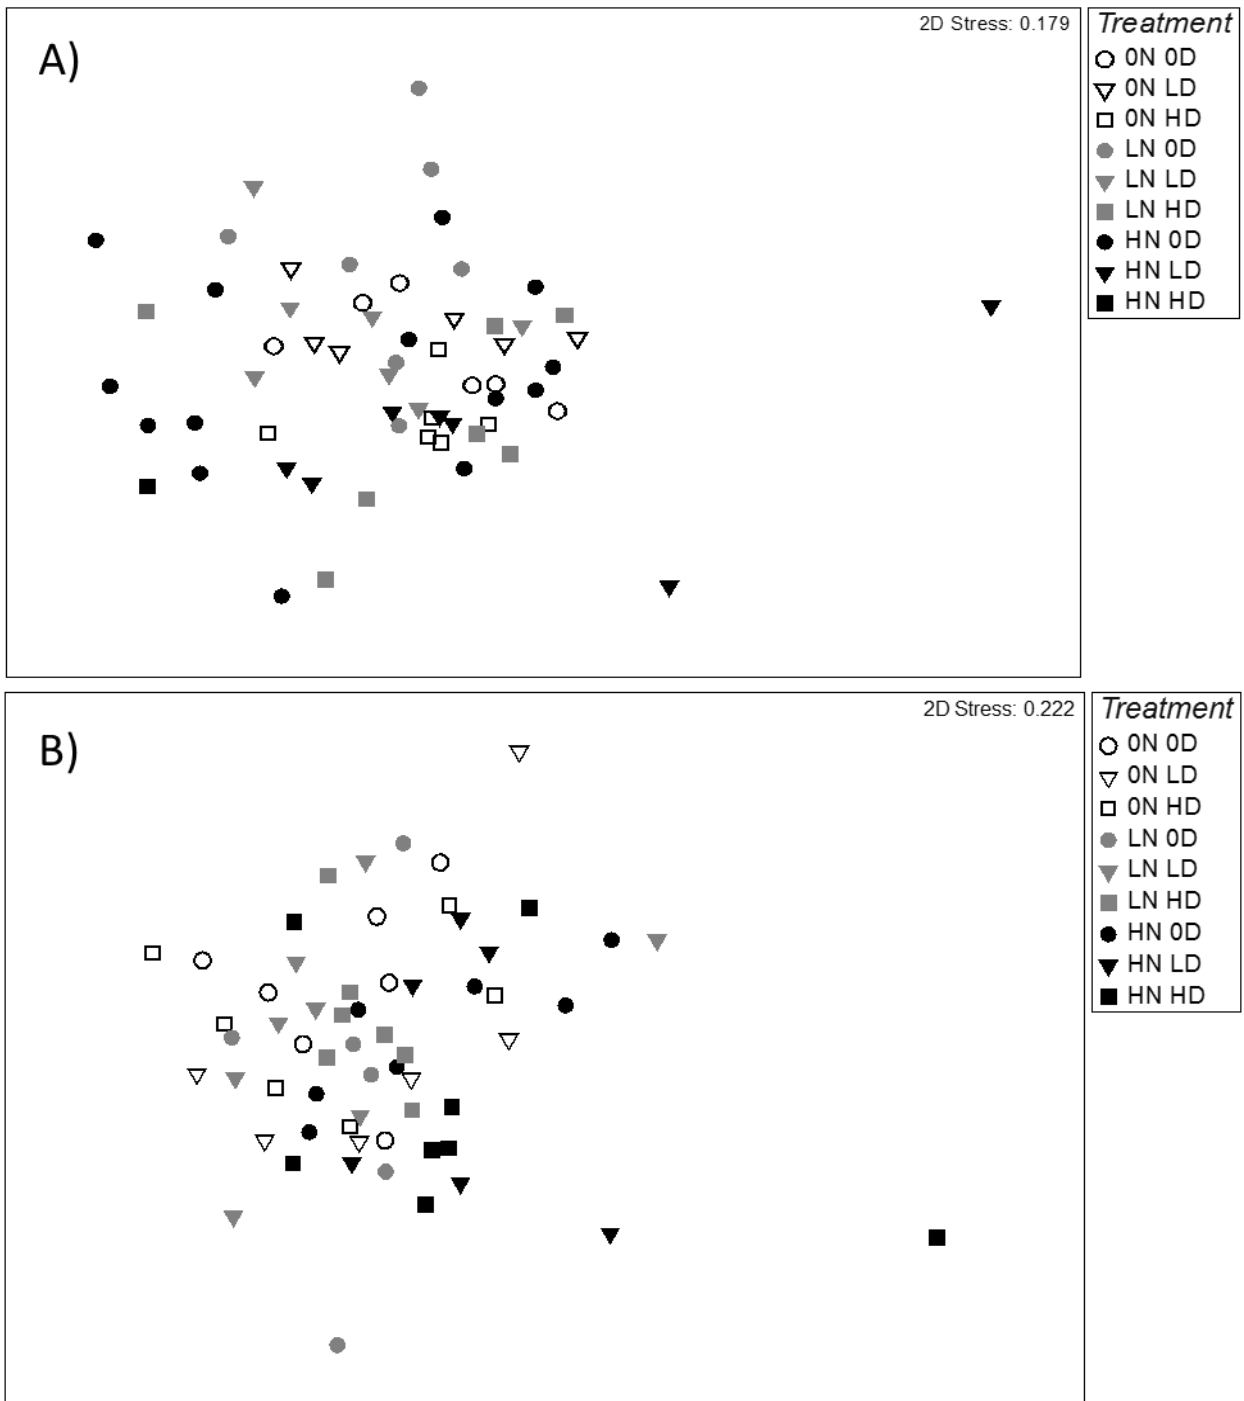 A)
2D Stress: 0.179
Treatment
0N 0D
0N LD
0N HD
LN 0D
LN LD
LN HD
HN 0D
HN LD
HN HD
B)
2D Stress: 0.222
Treatment
0N 0D
0N LD
0N HD
LN 0D
LN LD
LN HD
HN 0D
HN LD
HN HD